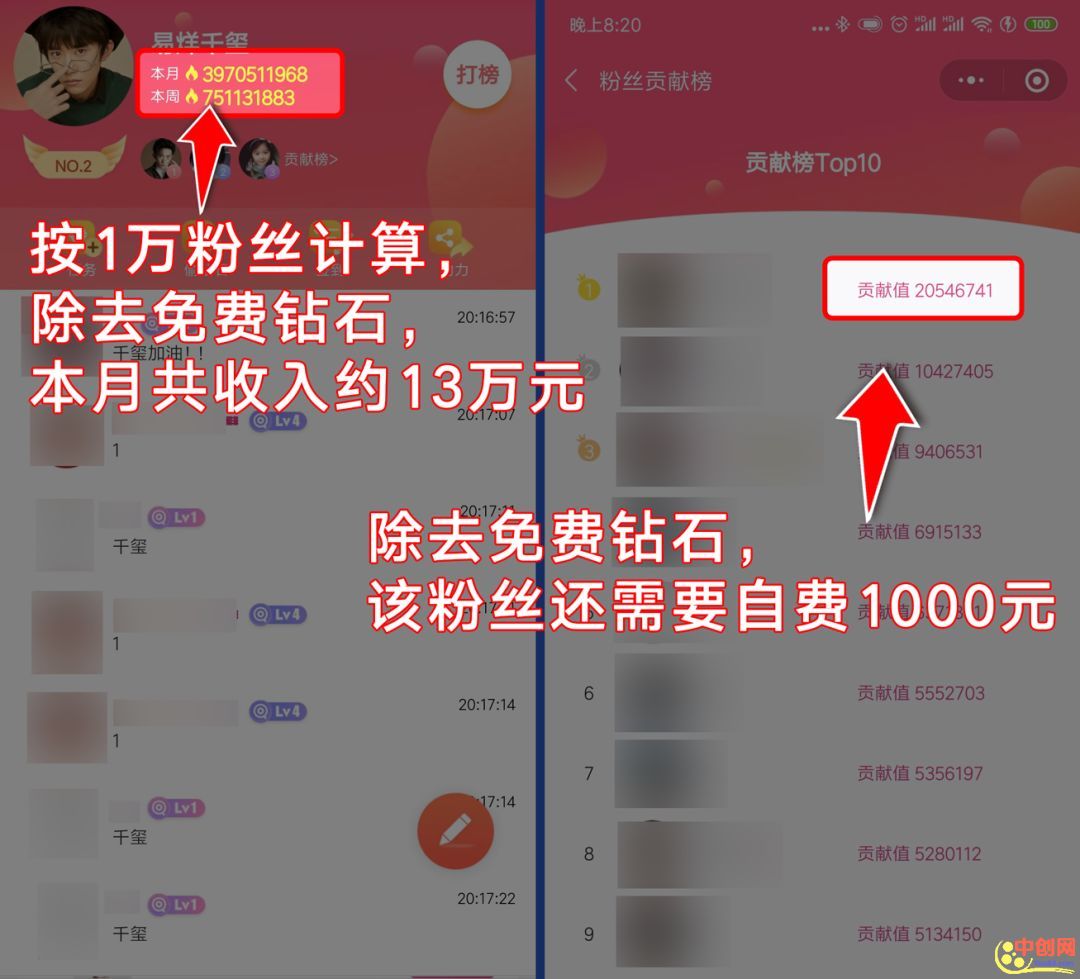 易烊千玺
本月 3970511968
本周 751131883
打榜
NO.2
1
2
3
贡献榜>
按1万粉丝计算，
除去免费钻石，
本月共收入约13万元
20:16:57
千玺加油！！
20:17:07
Lv4
1
20:17:11
Lv1
千玺
Lv4
1
20:17:14
Lv4
1
17:14
Lv1
千玺
20:17:22
Lv1
千玺
晚上8:20
HD
HD
100
粉丝贡献榜
贡献榜Top10
1
贡献值 20546741
2
贡献值 10427405
3
值 9406531
贡献值 6915133
除去免费钻石，
该粉丝还需要自费1000元
6
贡献值 5552703
7
贡献值 5356197
8
贡献值 5280112
9
贡献值 5134150
中创网